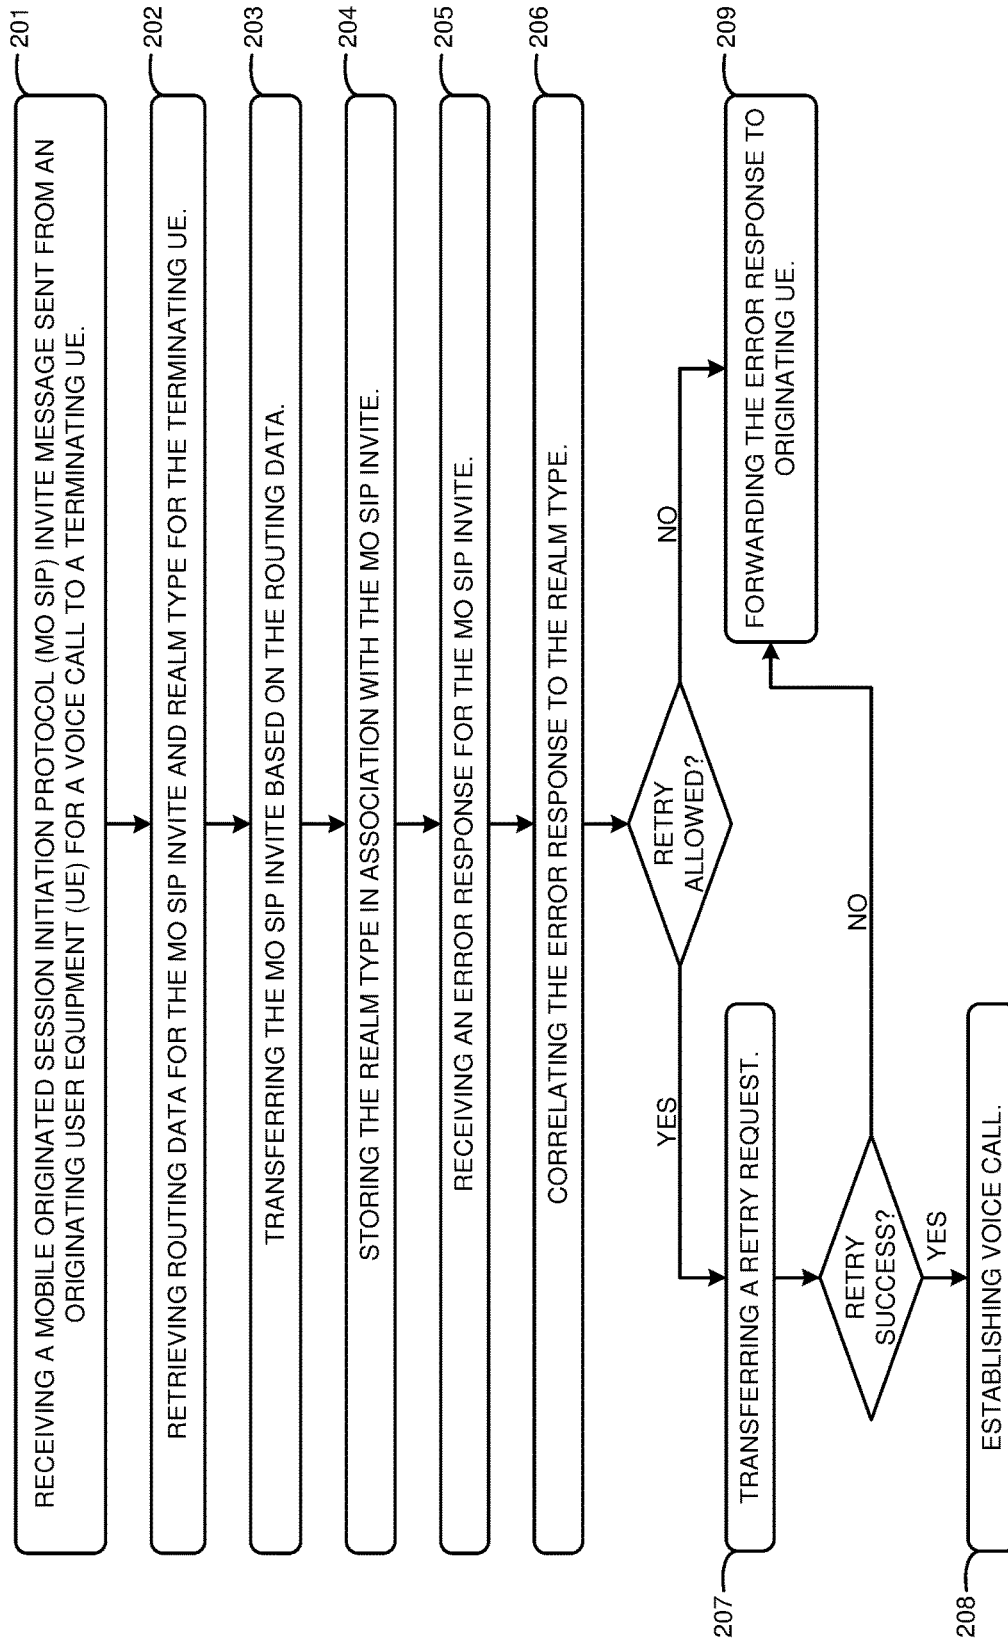 201
RECEIVING A MOBILE ORIGINATED SESSION INITIATION PROTOCOL (MO SIP) INVITE MESSAGE SENT FROM AN
ORIGINATING USER EQUIPMENT (UE) FOR A VOICE CALL TO A TERMINATING UE.
202
RETRIEVING ROUTING DATA FOR THE MO SIP INVITE AND REALM TYPE FOR THE TERMINATING UE.
203
TRANSFERRING THE MO SIP INVITE BASED ON THE ROUTING DATA.
204
STORING THE REALM TYPE IN ASSOCIATION WITH THE MO SIP INVITE.
205
RECEIVING AN ERROR RESPONSE FOR THE MO SIP INVITE.
206
CORRELATING THE ERROR RESPONSE TO THE REALM TYPE.
RETRY
ALLOWED?
YES
NO
207
TRANSFERRING A RETRY REQUEST.
209
FORWARDING THE ERROR RESPONSE TO
ORIGINATING UE.
RETRY
SUCCESS?
NO
YES
208
ESTABLISHING VOICE CALL.